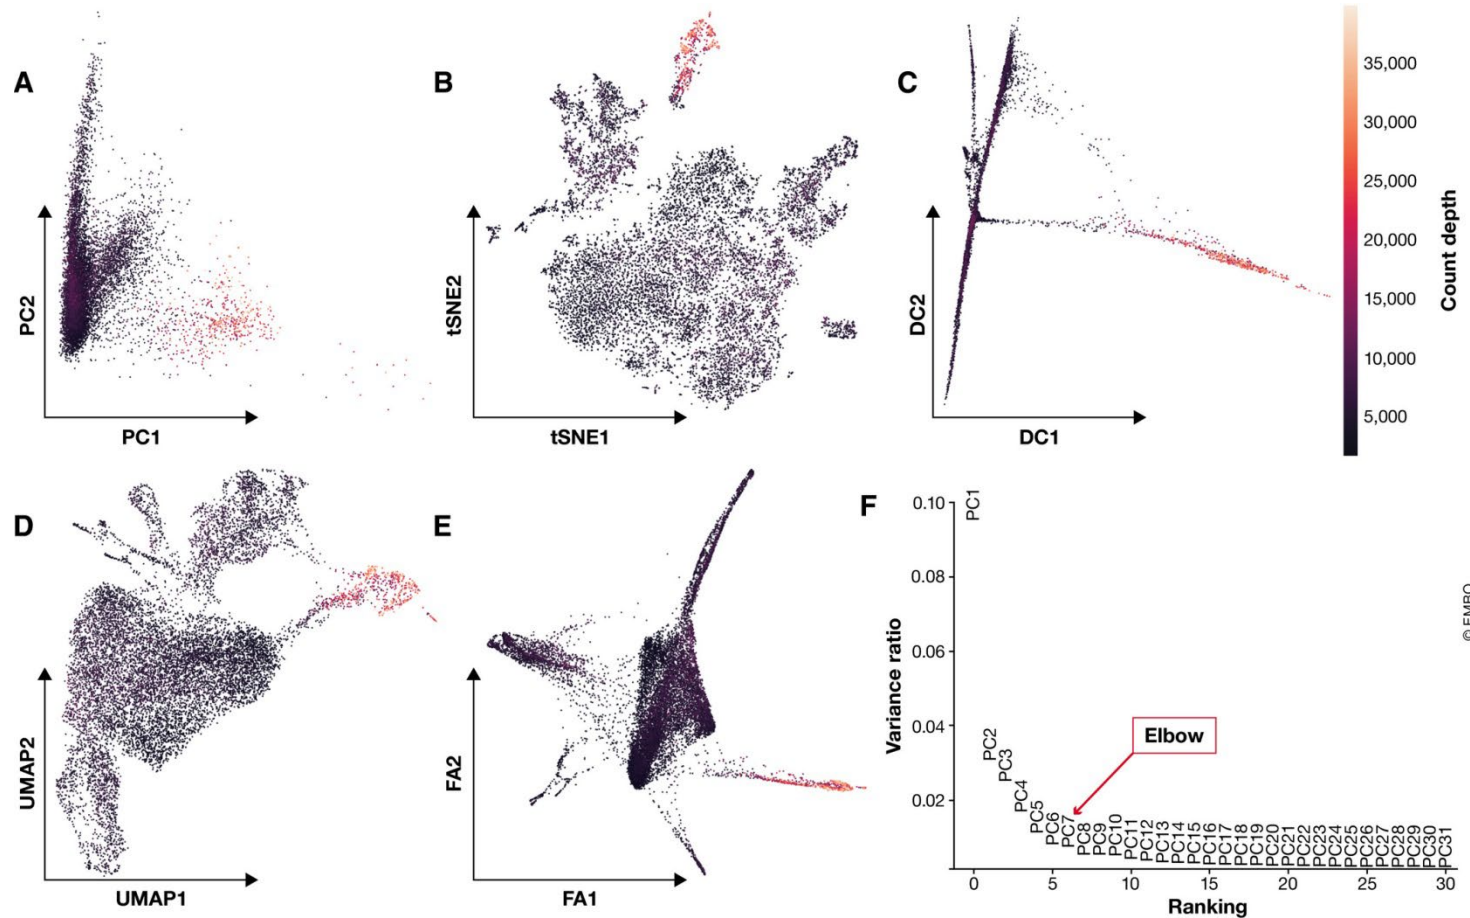 A
PC2
PC1
B
tSNE2
tSNE1
C
DC2
DC1
35,000
30,000
25,000
20,000
15,000
10,000
5,000
Count depth
D
UMAP2
UMAP1
E
FA2
FA1
F
Variance ratio
0.10
0.08
0.06
0.04
0.02
PC1
PC2
PC3
PC4
PC5
PC6
PC7
PC8
PC9
PC10
PC11
PC12
PC13
PC14
PC15
PC16
PC17
PC18
PC19
PC20
PC21
PC22
PC23
PC24
PC25
PC26
PC27
PC28
PC29
PC30
PC31
Elbow
0 5 10 15 20 25 30
Ranking
© EMBO